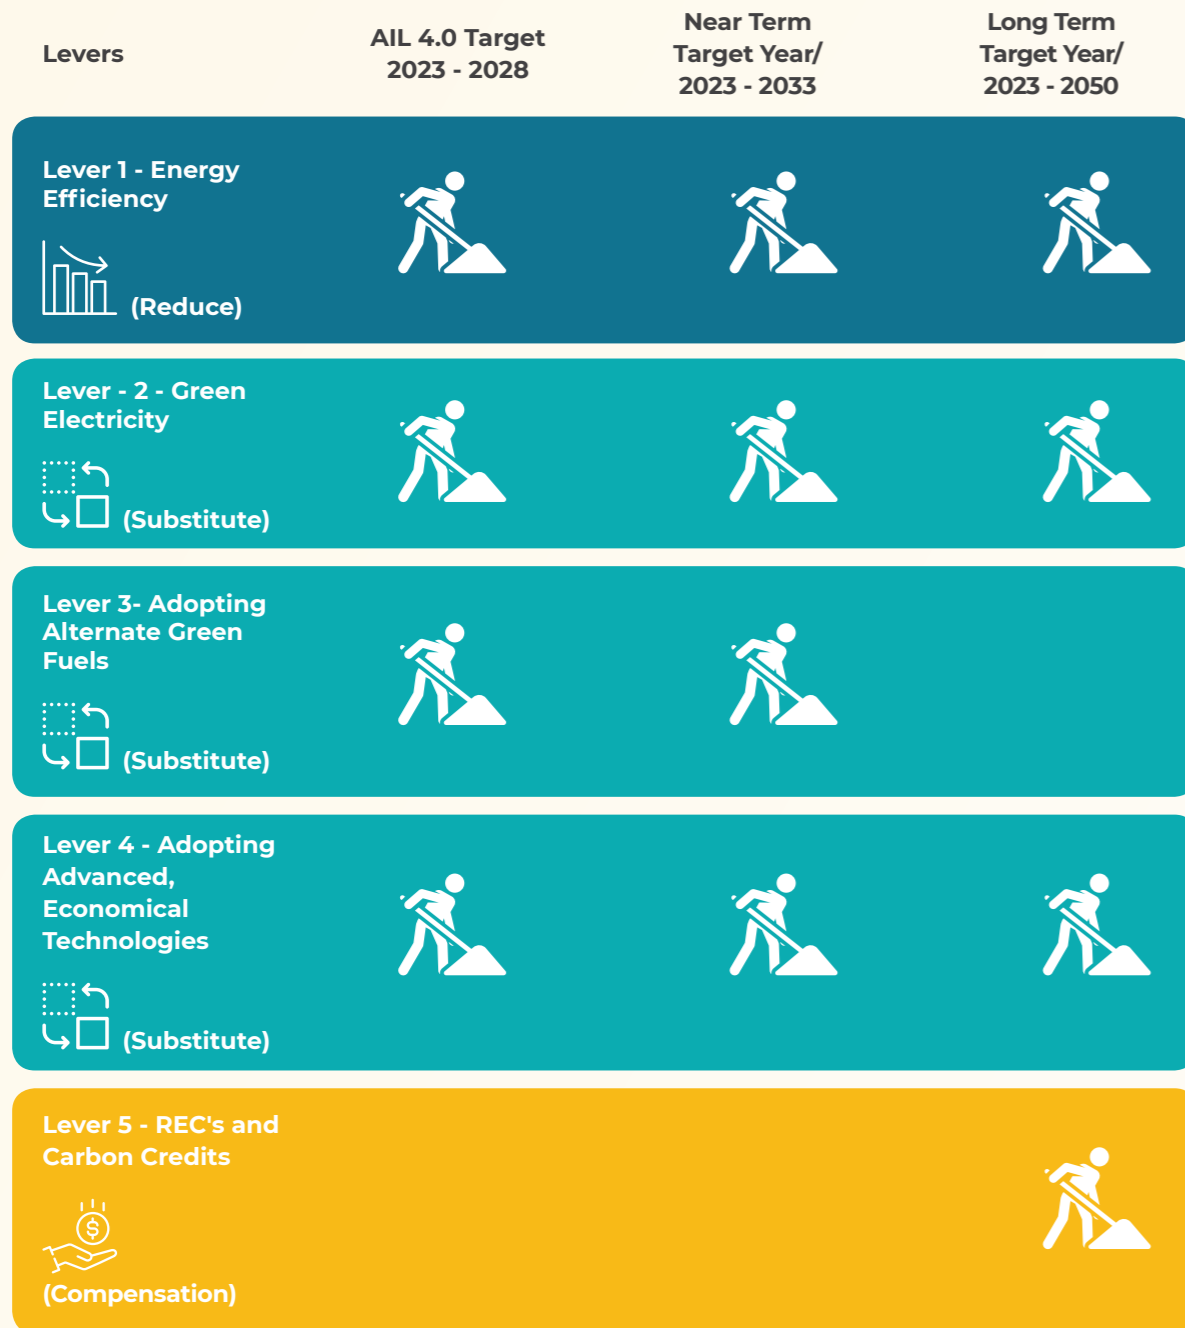 Levers
AIL 4.0 Target
2023 - 2028
Near Term
Target Year/
2023 - 2033
Long Term
Target Year/
2023 - 2050
Lever 1 - Energy
Efficiency
(Reduce)
Lever - 2 - Green
Electricity
(Substitute)
Lever 3- Adopting
Alternate Green
Fuels
(Substitute)
Lever 4 - Adopting
Advanced,
Economical
Technologies
(Substitute)
Lever 5 - REC's and
Carbon Credits
$
(Compensation)